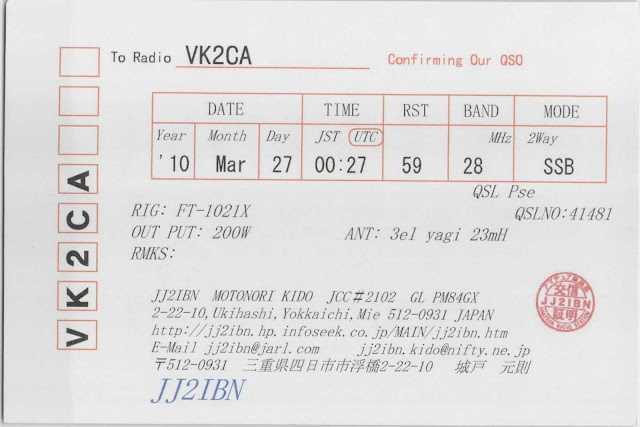 To Radio VK2CA Confirming Our QSO
VK2CA
DATE TIME RST BAND MODE
Year Month Day JST UTC MHz 2Way
'10 Mar 27 00:27 59 28 SSB
QSL Pse
RIG: FT-1021X QSLNO:41481
OUT PUT: 200W ANT: 3el yagi 23mH
RMKS:
JJ2IBN MOTONORI KIDO JCC#2102 GL PM84GX
2-22-10, Ukihashi, Yokkaichi, Mie 512-0931 JAPAN
http://jj2ibn.hp.infoseek.co.jp/MAIN/jj2ibn.htm
E-Mail jj2ibn@jarl.com jj2ibn.kido@nifty.ne.jp
〒512-0931 三重県四日市市浮橋2-22-10 城戸 元則
JJ2IBN
交信
JJ2IBN
証明